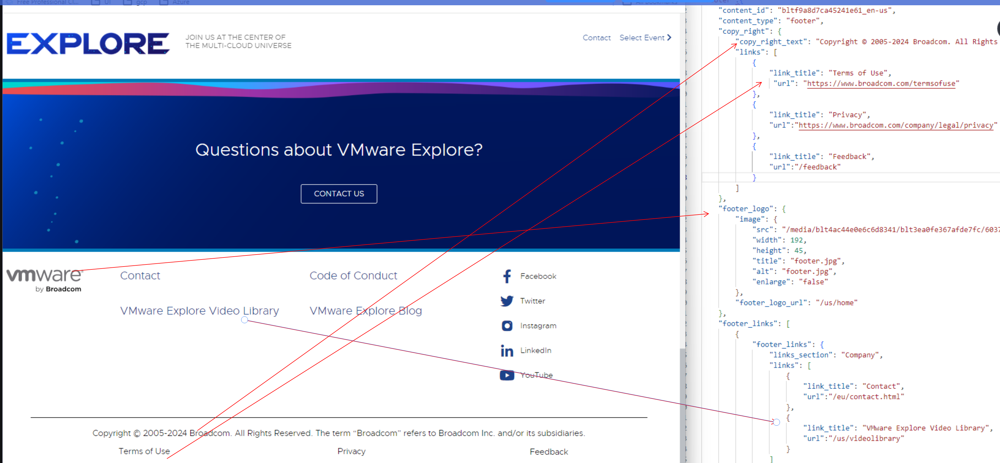 Free Professional Cl...
UI
gcp
Azure
All Bookmarks
EXPLORE
JOIN US AT THE CENTER OF
THE MULTI-CLOUD UNIVERSE
Contact
Select Event
Questions about VMware Explore?
CONTACT US
vmware®
by Broadcom
Contact
Code of Conduct
VMware Explore Video Library
VMware Explore Blog
Facebook
Twitter
Instagram
LinkedIn
YouTube
Copyright © 2005-2024 Broadcom. All Rights Reserved. The term “Broadcom” refers to Broadcom Inc. and/or its subsidiaries.
Terms of Use
Privacy
Feedback
"content_id": "bltf9a8d7ca45241e61_en-us",
"content_type": "footer",
"copy_right": {
"copy_right_text": "Copyright © 2005-2024 Broadcom. All Rights
"links": [
{
"link_title": "Terms of Use",
"url": "https://www.broadcom.com/termsofuse"
},
{
"link_title": "Privacy",
"url":"https://www.broadcom.com/company/legal/privacy"
},
{
"link_title": "Feedback",
"url":"/feedback"
}
]
},
"footer_logo": {
"image": {
"src": "/media/blt4ac44e0e6c6d8341/blt3ea0fe367afde7fc/6037
"width": 192,
"height": 45,
"title": "footer.jpg",
"alt": "footer.jpg",
"enlarge": "false"
},
"footer_logo_url": "/us/home"
},
"footer_links": [
{
"footer_links": {
"links_section": "Company",
"links": [
{
"link_title": "Contact",
"url":"/eu/contact.html"
},
{
"link_title": "VMware Explore Video Library",
"url":"/us/videolibrary"
}
]